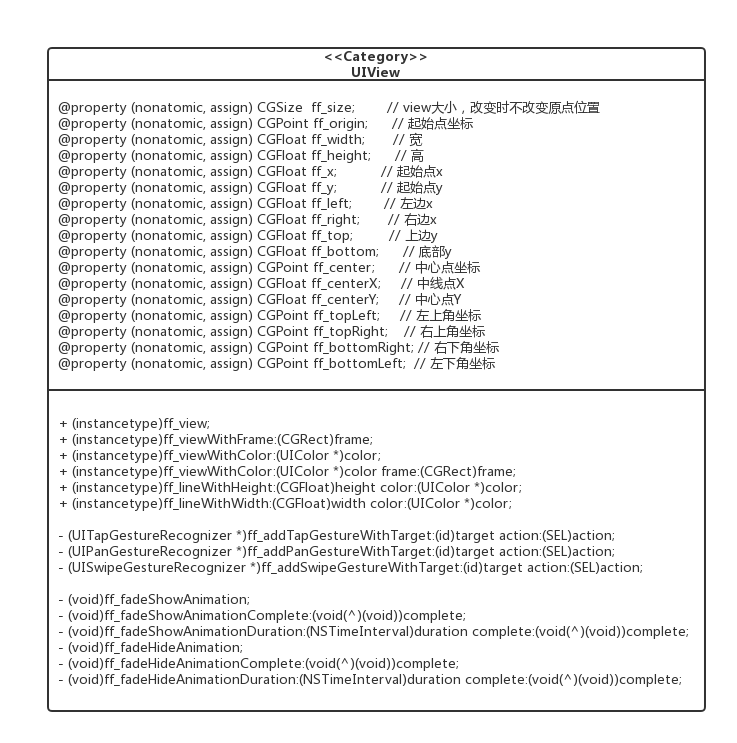 <<Category>>
UIView
@property (nonatomic, assign) CGSize  ff_size;        // view大小，改变时不改变原点位置
@property (nonatomic, assign) CGPoint ff_origin;      // 起始点坐标
@property (nonatomic, assign) CGFloat ff_width;       // 宽
@property (nonatomic, assign) CGFloat ff_height;      // 高
@property (nonatomic, assign) CGFloat ff_x;           // 起始点x
@property (nonatomic, assign) CGFloat ff_y;           // 起始点y
@property (nonatomic, assign) CGFloat ff_left;        // 左边x
@property (nonatomic, assign) CGFloat ff_right;       // 右边x
@property (nonatomic, assign) CGFloat ff_top;         // 上边y
@property (nonatomic, assign) CGFloat ff_bottom;      // 底部y
@property (nonatomic, assign) CGPoint ff_center;      // 中心点坐标
@property (nonatomic, assign) CGFloat ff_centerX;     // 中线点X
@property (nonatomic, assign) CGFloat ff_centerY;     // 中心点Y
@property (nonatomic, assign) CGPoint ff_topLeft;     // 左上角坐标
@property (nonatomic, assign) CGPoint ff_topRight;    // 右上角坐标
@property (nonatomic, assign) CGPoint ff_bottomRight; // 右下角坐标
@property (nonatomic, assign) CGPoint ff_bottomLeft;  // 左下角坐标
+ (instancetype)ff_view;
+ (instancetype)ff_viewWithFrame:(CGRect)frame;
+ (instancetype)ff_viewWithColor:(UIColor *)color;
+ (instancetype)ff_viewWithColor:(UIColor *)color frame:(CGRect)frame;
+ (instancetype)ff_lineWithHeight:(CGFloat)height color:(UIColor *)color;
+ (instancetype)ff_lineWithWidth:(CGFloat)width color:(UIColor *)color;
- (UITapGestureRecognizer *)ff_addTapGestureWithTarget:(id)target action:(SEL)action;
- (UIPanGestureRecognizer *)ff_addPanGestureWithTarget:(id)target action:(SEL)action;
- (UISwipeGestureRecognizer *)ff_addSwipeGestureWithTarget:(id)target action:(SEL)action;
- (void)ff_fadeShowAnimation;
- (void)ff_fadeShowAnimationComplete:(void(^)(void))complete;
- (void)ff_fadeShowAnimationDuration:(NSTimeInterval)duration complete:(void(^)(void))complete;
- (void)ff_fadeHideAnimation;
- (void)ff_fadeHideAnimationComplete:(void(^)(void))complete;
- (void)ff_fadeHideAnimationDuration:(NSTimeInterval)duration complete:(void(^)(void))complete;